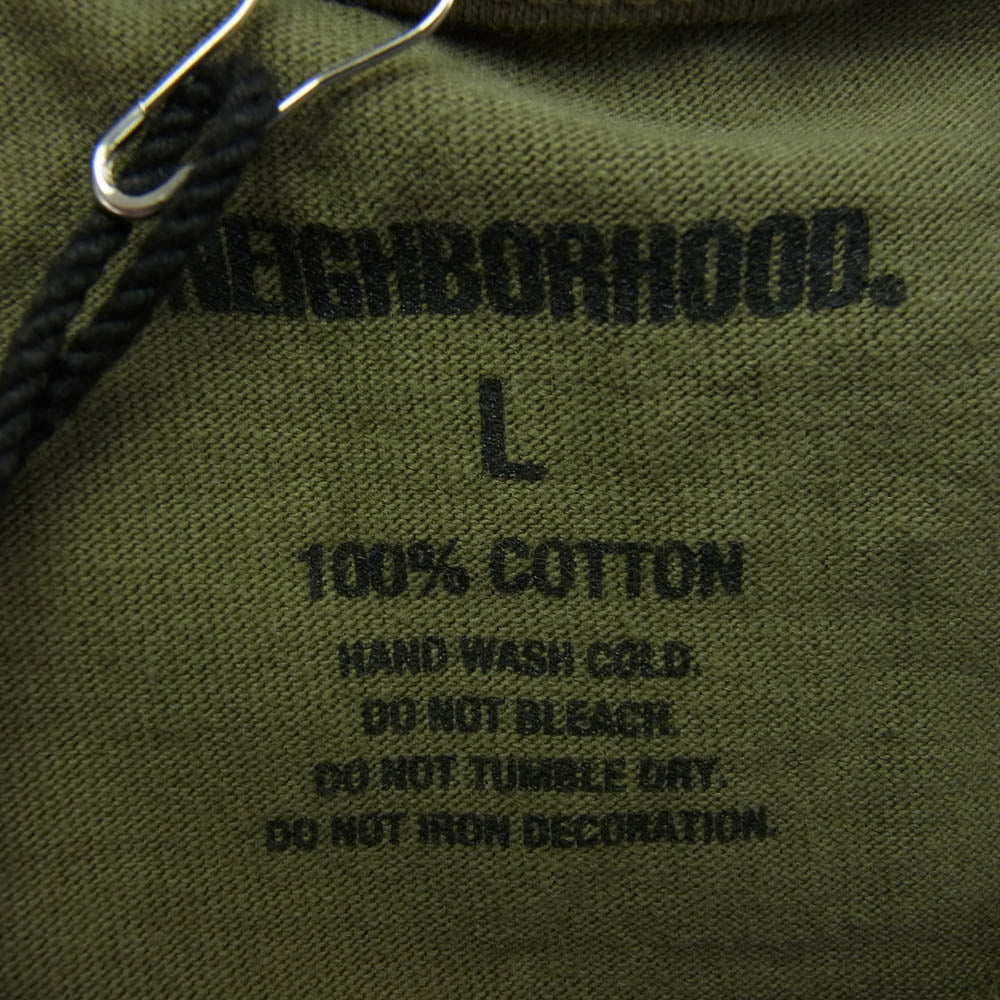 NEIGHBORHOOD.
L
100% COTTON
HAND WASH COLD.
DO NOT BLEACH.
DO NOT TUMBLE DRY.
DO NOT IRON DECORATION.